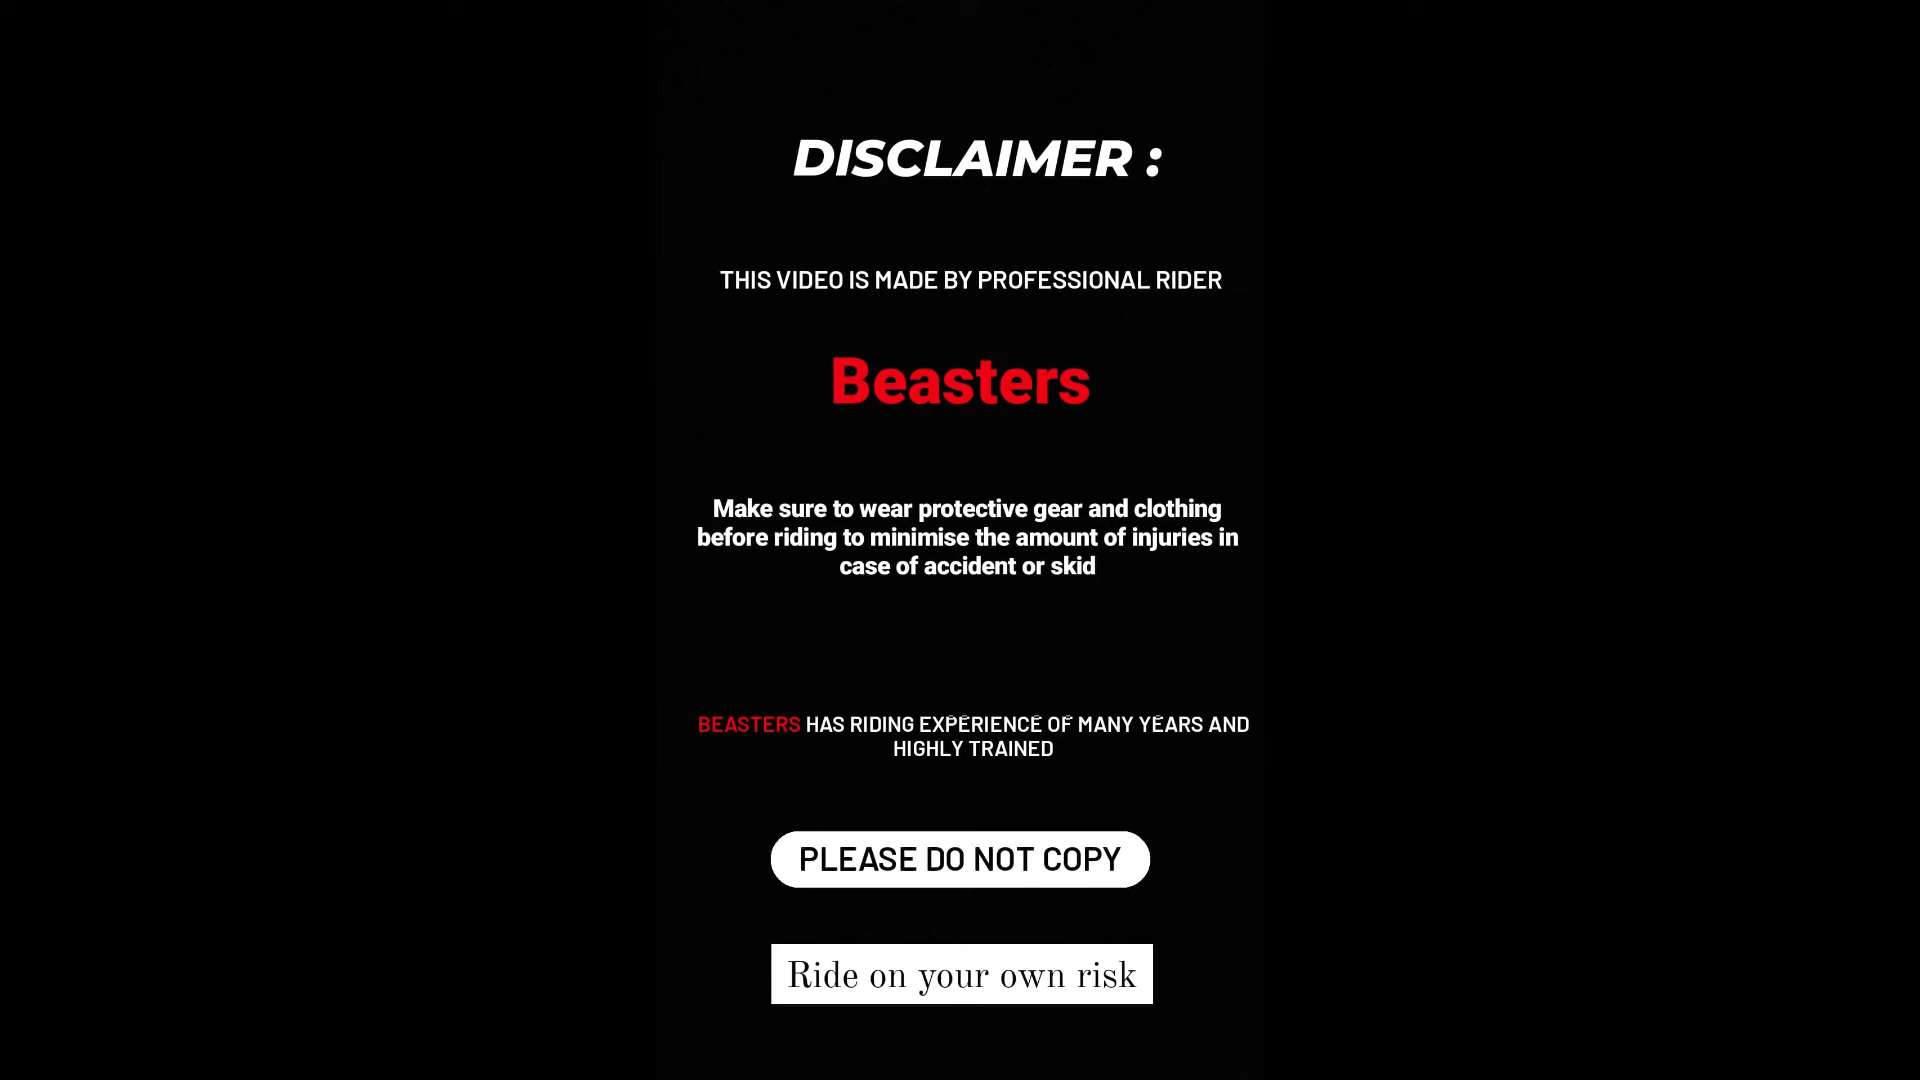 DISCLAIMER :
THIS VIDEO IS MADE BY PROFESSIONAL RIDER
Beasters
Make sure to wear protective gear and clothing
before riding to minimise the amount of injuries in
case of accident or skid
BEASTERS HAS RIDING EXPERIENCE OF MANY YEARS AND
HIGHLY TRAINED
PLEASE DO NOT COPY
Ride on your own risk